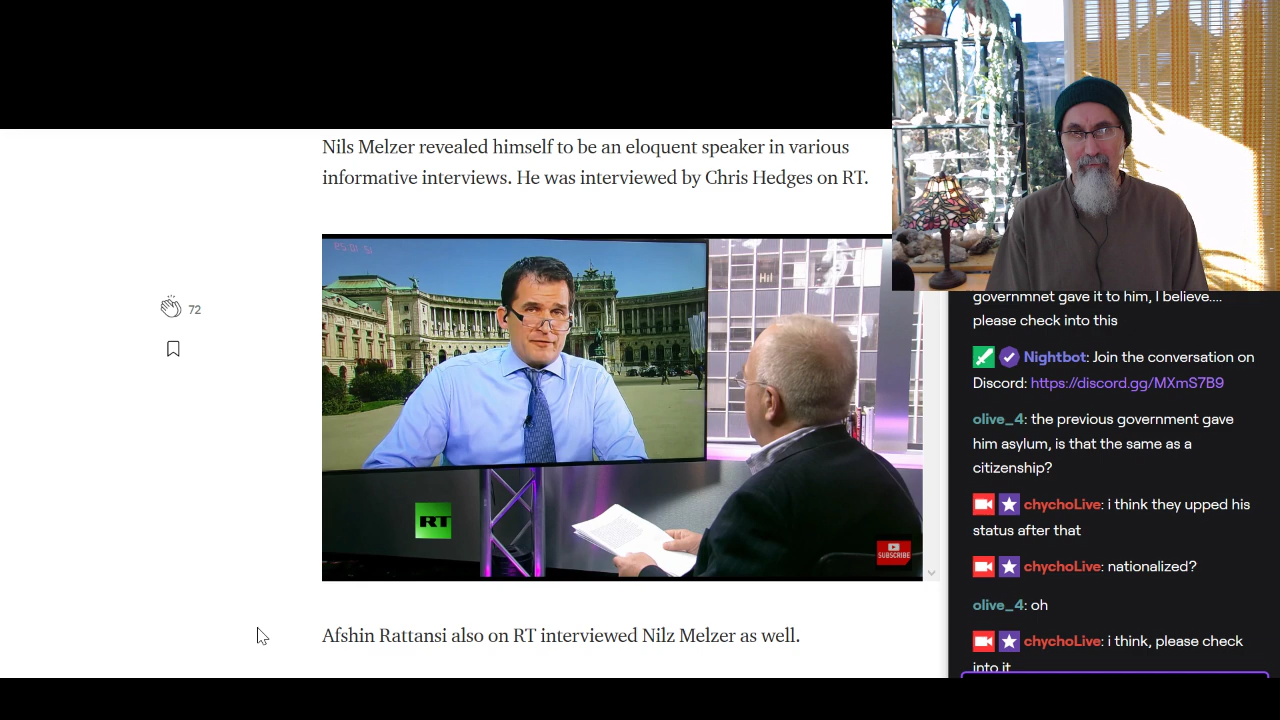 Nils Melzer revealed himself to be an eloquent speaker in various
informative interviews. He was interviewed by Chris Hedges on RT.
72
RT
SUBSCRIBE
Afshin Rattansi also on RT interviewed Nilz Melzer as well.
governmnet gave it to him, I believe....
please check into this
Nightbot: Join the conversation on
Discord: https://discord.gg/MXmS7B9
olive_4: the previous government gave
him asylum, is that the same as a
citizenship?
chychoLive: i think they upped his
status after that
chychoLive: nationalized?
olive_4: oh
chychoLive: i think, please check
into it